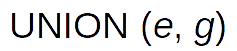 UNION (e, g)